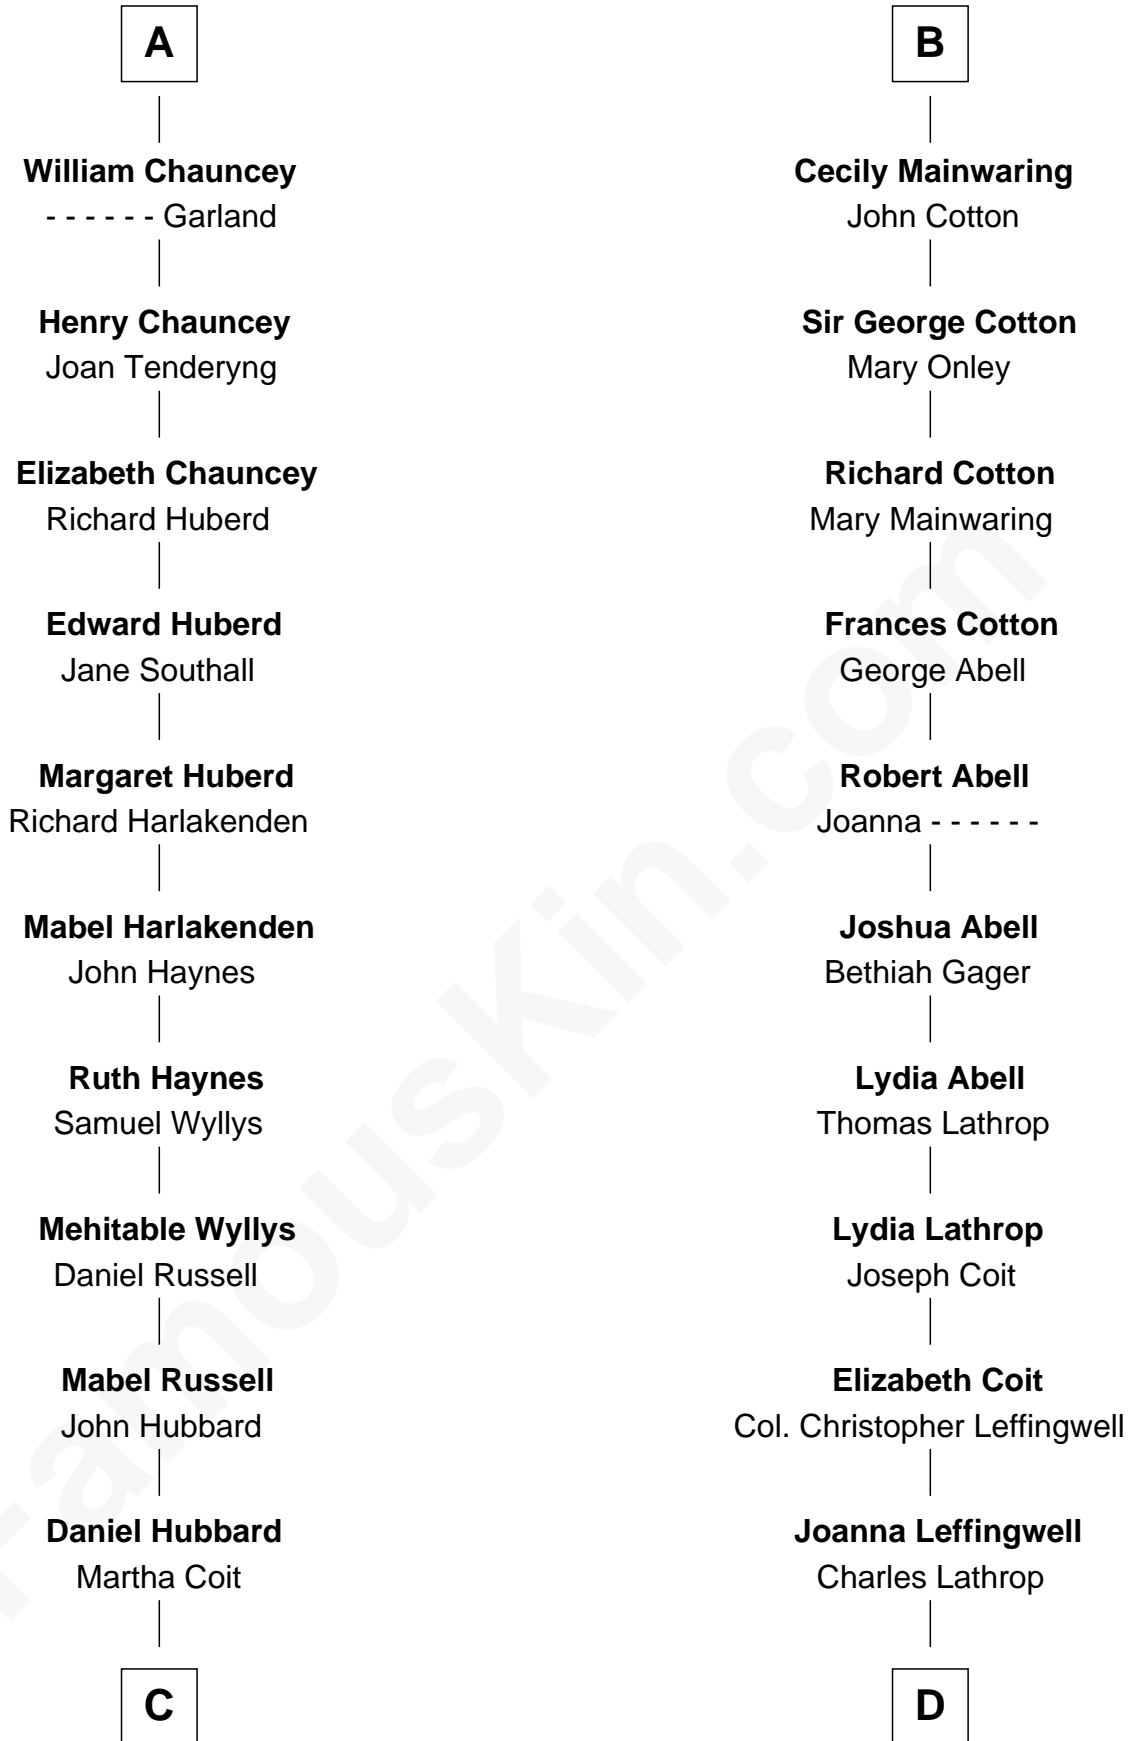 A
William Chauncey
- - - - - - Garland
Henry Chauncey
Joan Tenderyng
Elizabeth Chauncey
Richard Huberd
Edward Huberd
Jane Southall
Margaret Huberd
Richard Harlakenden
Mabel Harlakenden
John Haynes
Ruth Haynes
Samuel Wyllys
Mehitable Wyllys
Daniel Russell
Mabel Russell
John Hubbard
Daniel Hubbard
Martha Coit
C
B
Cecily Mainwaring
John Cotton
Sir George Cotton
Mary Onley
Richard Cotton
Mary Mainwaring
Frances Cotton
George Abell
Robert Abell
Joanna - - - - - -
Joshua Abell
Bethiah Gager
Lydia Abell
Thomas Lathrop
Lydia Lathrop
Joseph Coit
Elizabeth Coit
Col. Christopher Leffingwell
Joanna Leffingwell
Charles Lathrop
D
FamousKin.com